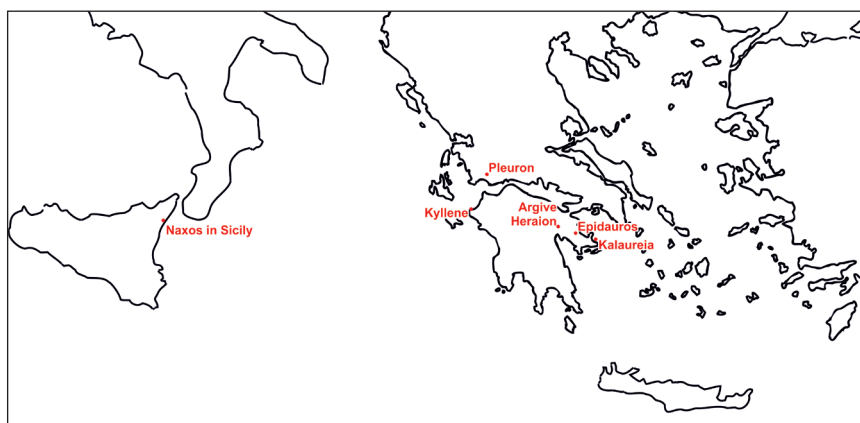 Pleuron
Kyllene
Argive
Heraion
Epidauros
Kalaureia
Naxos in Sicily